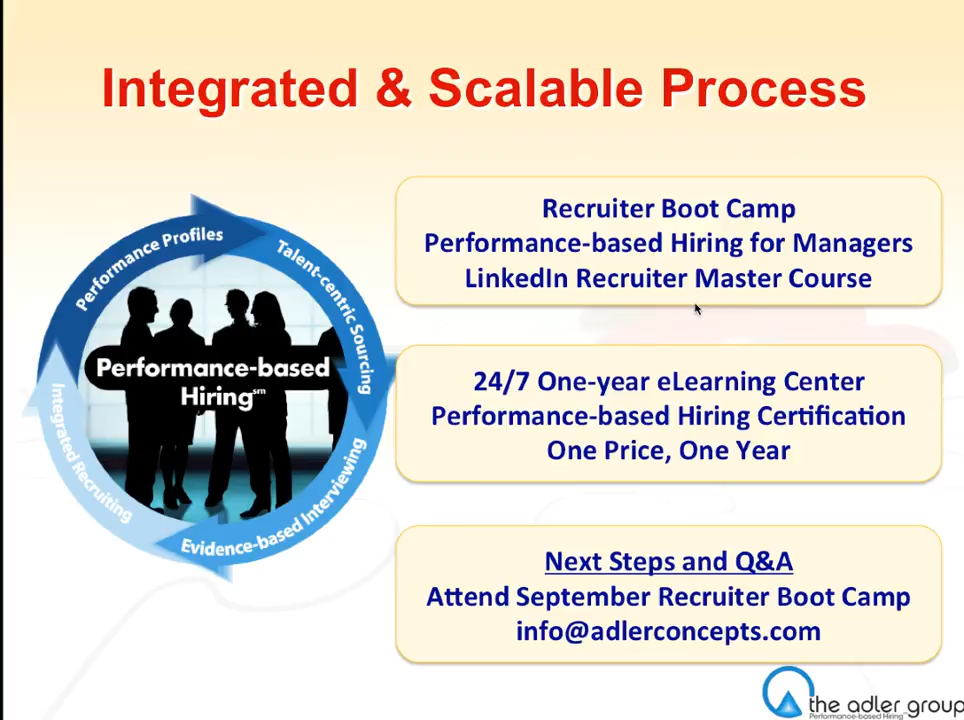 Integrated & Scalable Process
Performance Profiles
Talent-centric Sourcing
Evidence-based Interviewing
Integrated Recruiting
Performance-based
Hiring℠
Recruiter Boot Camp
Performance-based Hiring for Managers
LinkedIn Recruiter Master Course
24/7 One-year eLearning Center
Performance-based Hiring Certification
One Price, One Year
Next Steps and Q&A
Attend September Recruiter Boot Camp
info@adlerconcepts.com
the adler group
Performance-based Hiring